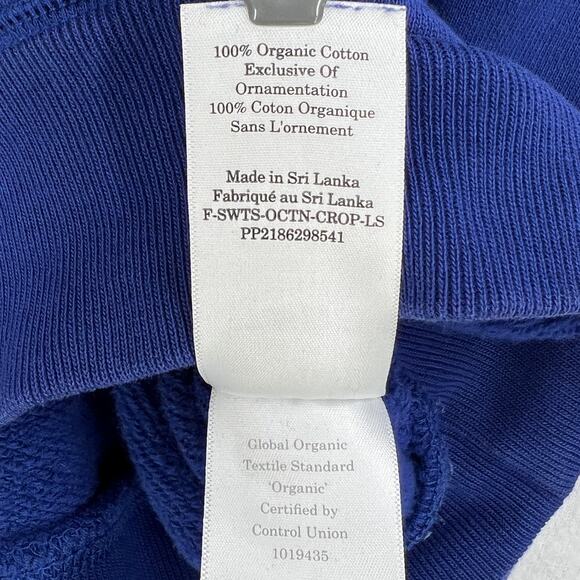 100% Organic Cotton
Exclusive Of
Ornamentation
100% Coton Organique
Sans L'ornement
Made in Sri Lanka
Fabriqué au Sri Lanka
F-SWTS-OCTN-CROP-LS
PP2186298541
Global Organic
Textile Standard
'Organic'
Certified by
Control Union
1019435